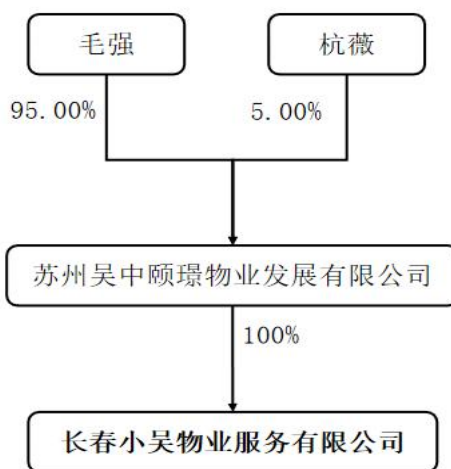 毛强
杭薇
95.00%
5.00%
苏州吴中颐璟物业发展有限公司
100%
长春小吴物业服务有限公司